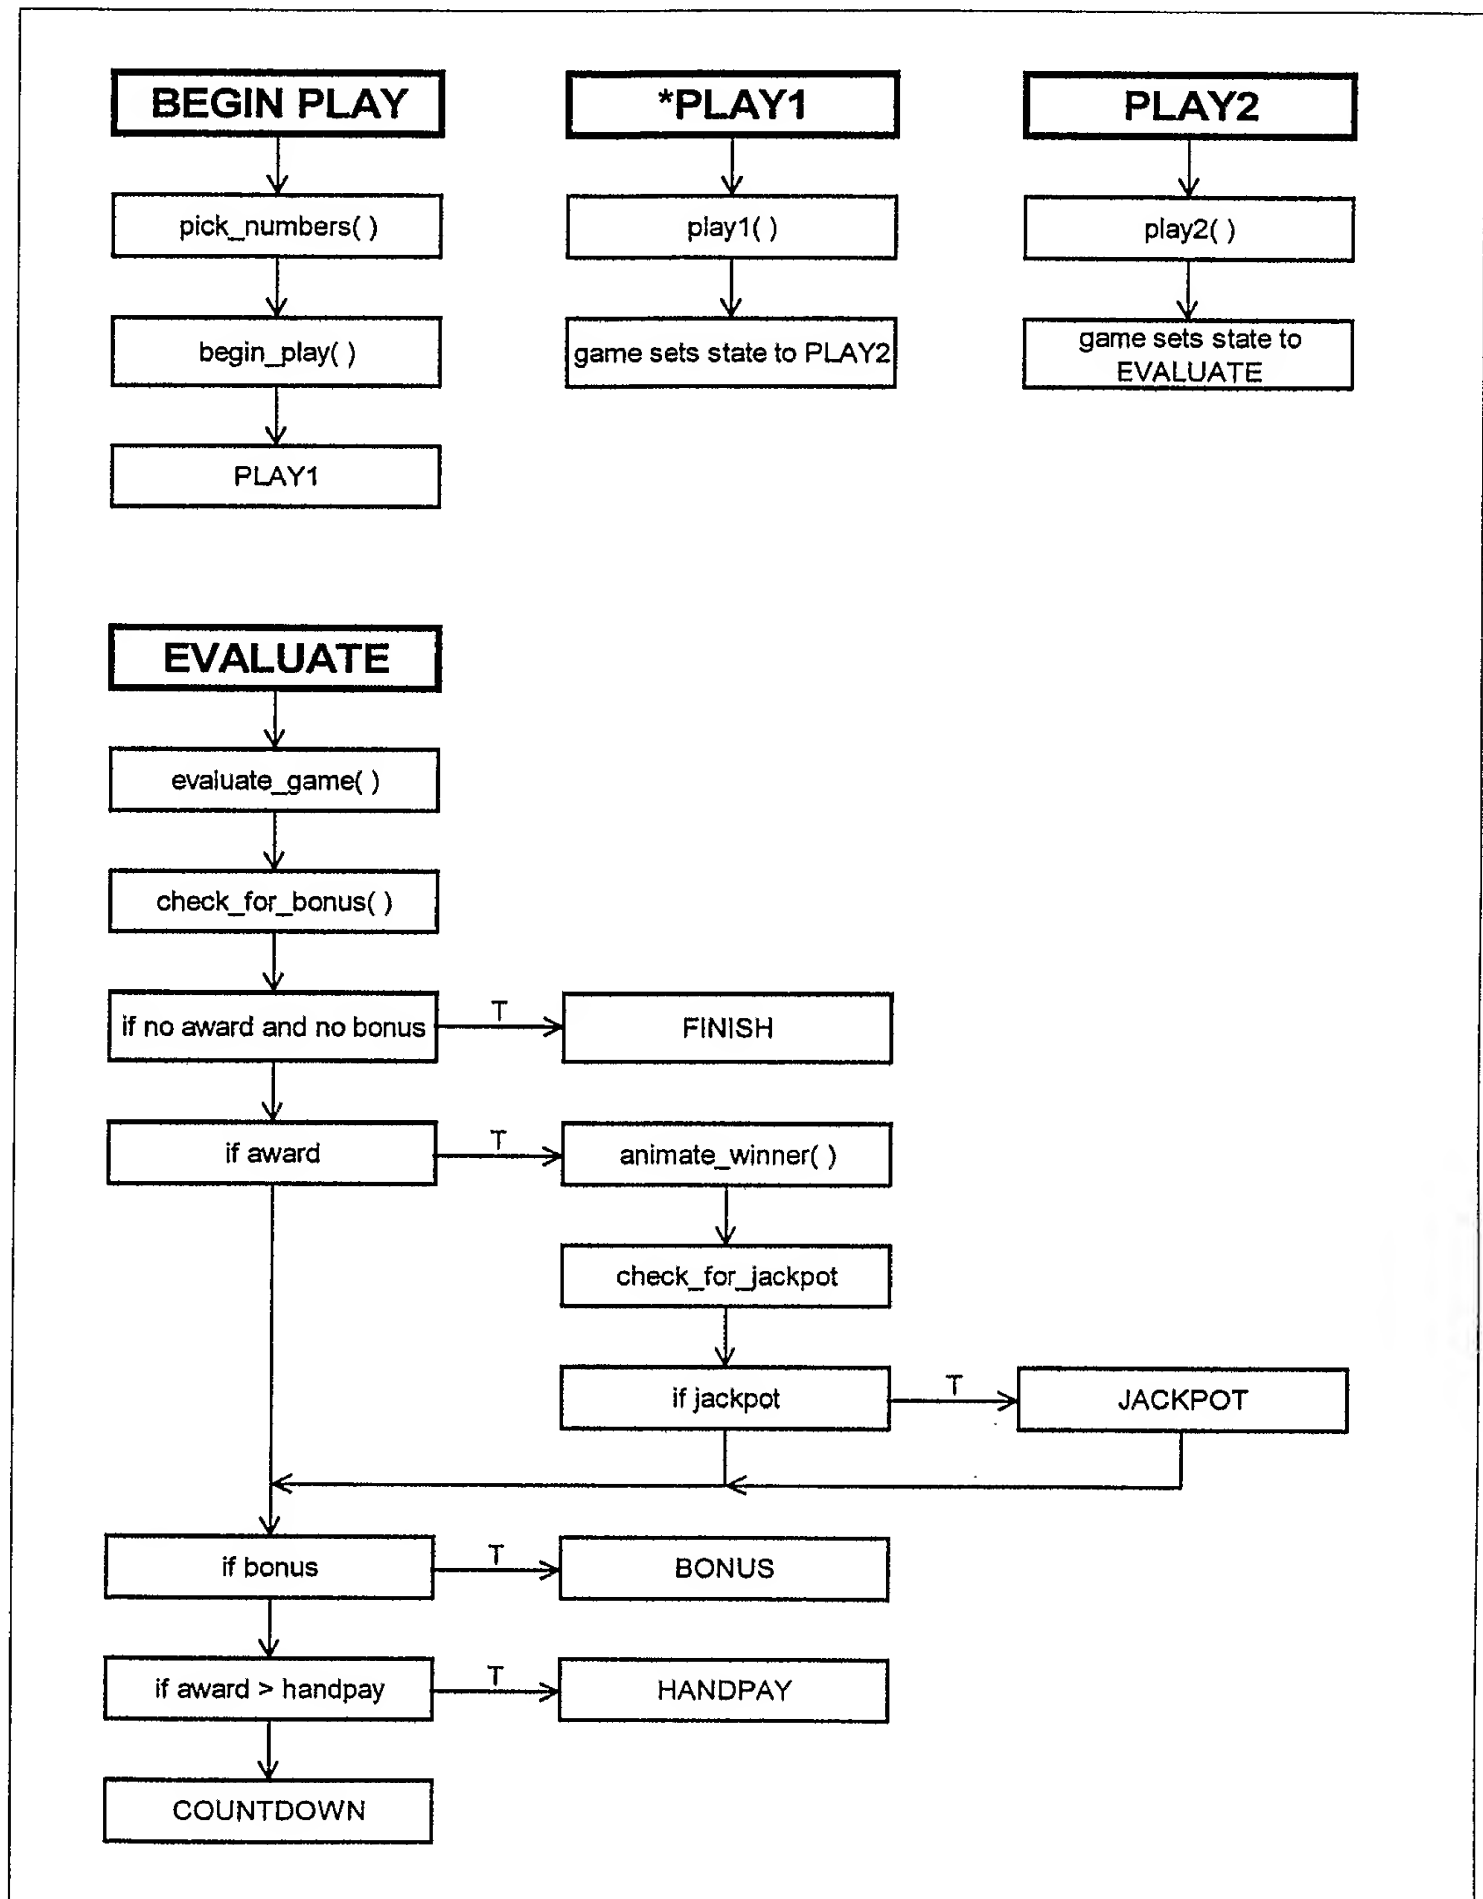 BEGIN PLAY
*PLAY1
PLAY2
pick_numbers( )
play1( )
play2( )
begin_play( )
game sets state to PLAY2
game sets state to
EVALUATE
PLAY1
EVALUATE
evaluate_game( )
check_for_bonus( )
if no award and no bonus
T
FINISH
if award
T
animate_winner( )
check_for_jackpot
if jackpot
T
JACKPOT
if bonus
T
BONUS
if award > handpay
T
HANDPAY
COUNTDOWN